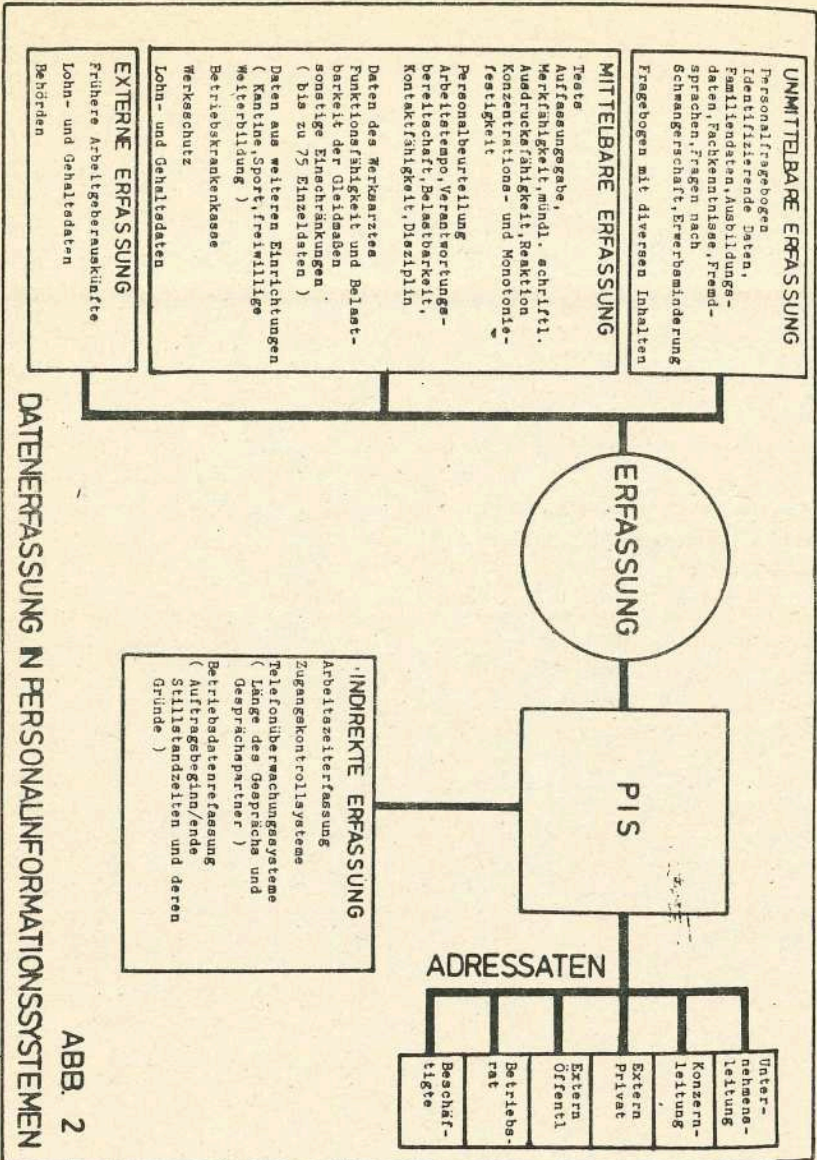 UNMITTELBARE ERFASSUNG
Personalfragebogen
Identifizierende Daten,
Familiendaten, Ausbildungs-
daten, Fachkenntnisse, Fremd-
sprachen, Fragen nach
Schwangerschaft, Erwerbsminderung
Fragebogen mit diversen Inhalten
MITTELBARE ERFASSUNG
Tests
Auffassungsgabe,
Merkfähigkeit, mündl. schriftl.
Ausdrucksfähigkeit, Reaktion
Konzentrations- und Monotonie-
festigkeit
Personalbeurteilung
Arbeitstempo, Verantwortungs-
bereitschaft, Belastbarkeit,
Kontaktfähigkeit, Disziplin
Daten des Werksarztes
Funktionsfähigkeit und Belast-
barkeit der Gleidmaßen
sonstige Einschränkungen
( bis zu 75 Einzeldaten )
Daten aus weiteren Einrichtungen
( Kantine, Sport, freiwillige
Weiterbildung )
Betriebskrankenkasse
Werksschutz
Lohn- und Gehaltsdaten
EXTERNE ERFASSUNG
Frühere Arbeitgeberauskünfte
Lohn- und Gehaltsdaten
Behörden
ERFASSUNG
PIS
INDIREKTE ERFASSUNG
Arbeitszeiterfassung
Zugangskontrollsysteme
Telefonüberwachungssysteme
( Länge des Gesprächs und
Gesprächspartner )
Betriebsdatenrefassung
( Auftragsbeginn/ende
Stillstandzeiten und deren
Gründe )
ADRESSATEN
Unter-
nehmens-
leitung
Konzern-
leitung
Extern
Privat
Extern
Öffentl
Betriebs-
rat
Beschäf-
tigte
DATENERFASSUNG IN PERSONALINFORMATIONSSYSTEMEN
ABB. 2